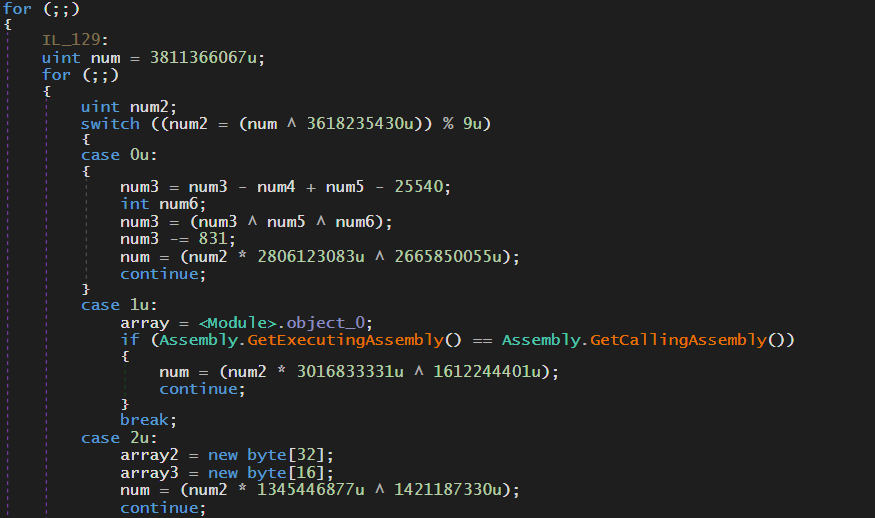 for (;;)
{
IL_129:
uint num = 3811366067u;
for (;;)
{
uint num2;
switch ((num2 = (num ^ 3618235430u)) % 9u)
{
case 0u:
{
num3 = num3 - num4 + num5 - 25540;
int num6;
num3 = (num3 ^ num5 ^ num6);
num3 -= 831;
num = (num2 * 2806123083u ^ 2665850055u);
continue;
}
case 1u:
array = <Module>.object_0;
if (Assembly.GetExecutingAssembly() == Assembly.GetCallingAssembly())
{
num = (num2 * 3016833331u ^ 1612244401u);
continue;
}
break;
case 2u:
array2 = new byte[32];
array3 = new byte[16];
num = (num2 * 1345446877u ^ 1421187330u);
continue;